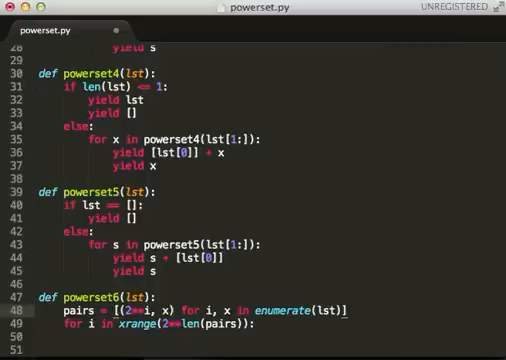 powerset.py
UNREGISTERED
powerset.py
28 yield s
29
30 def powerset4(lst):
31 if len(lst) <= 1:
32 yield lst
33 yield []
34 else:
35 for x in powerset4(lst[1:]):
36 yield [lst[0]] + x
37 yield x
38
39 def powerset5(lst):
40 if lst == []:
41 yield []
42 else:
43 for s in powerset5(lst[1:]):
44 yield s + [lst[0]]
45 yield s
46
47 def powerset6(lst):
48 pairs = [(2**i, x) for i, x in enumerate(lst)]
49 for i in xrange(2**len(pairs)):
50
51